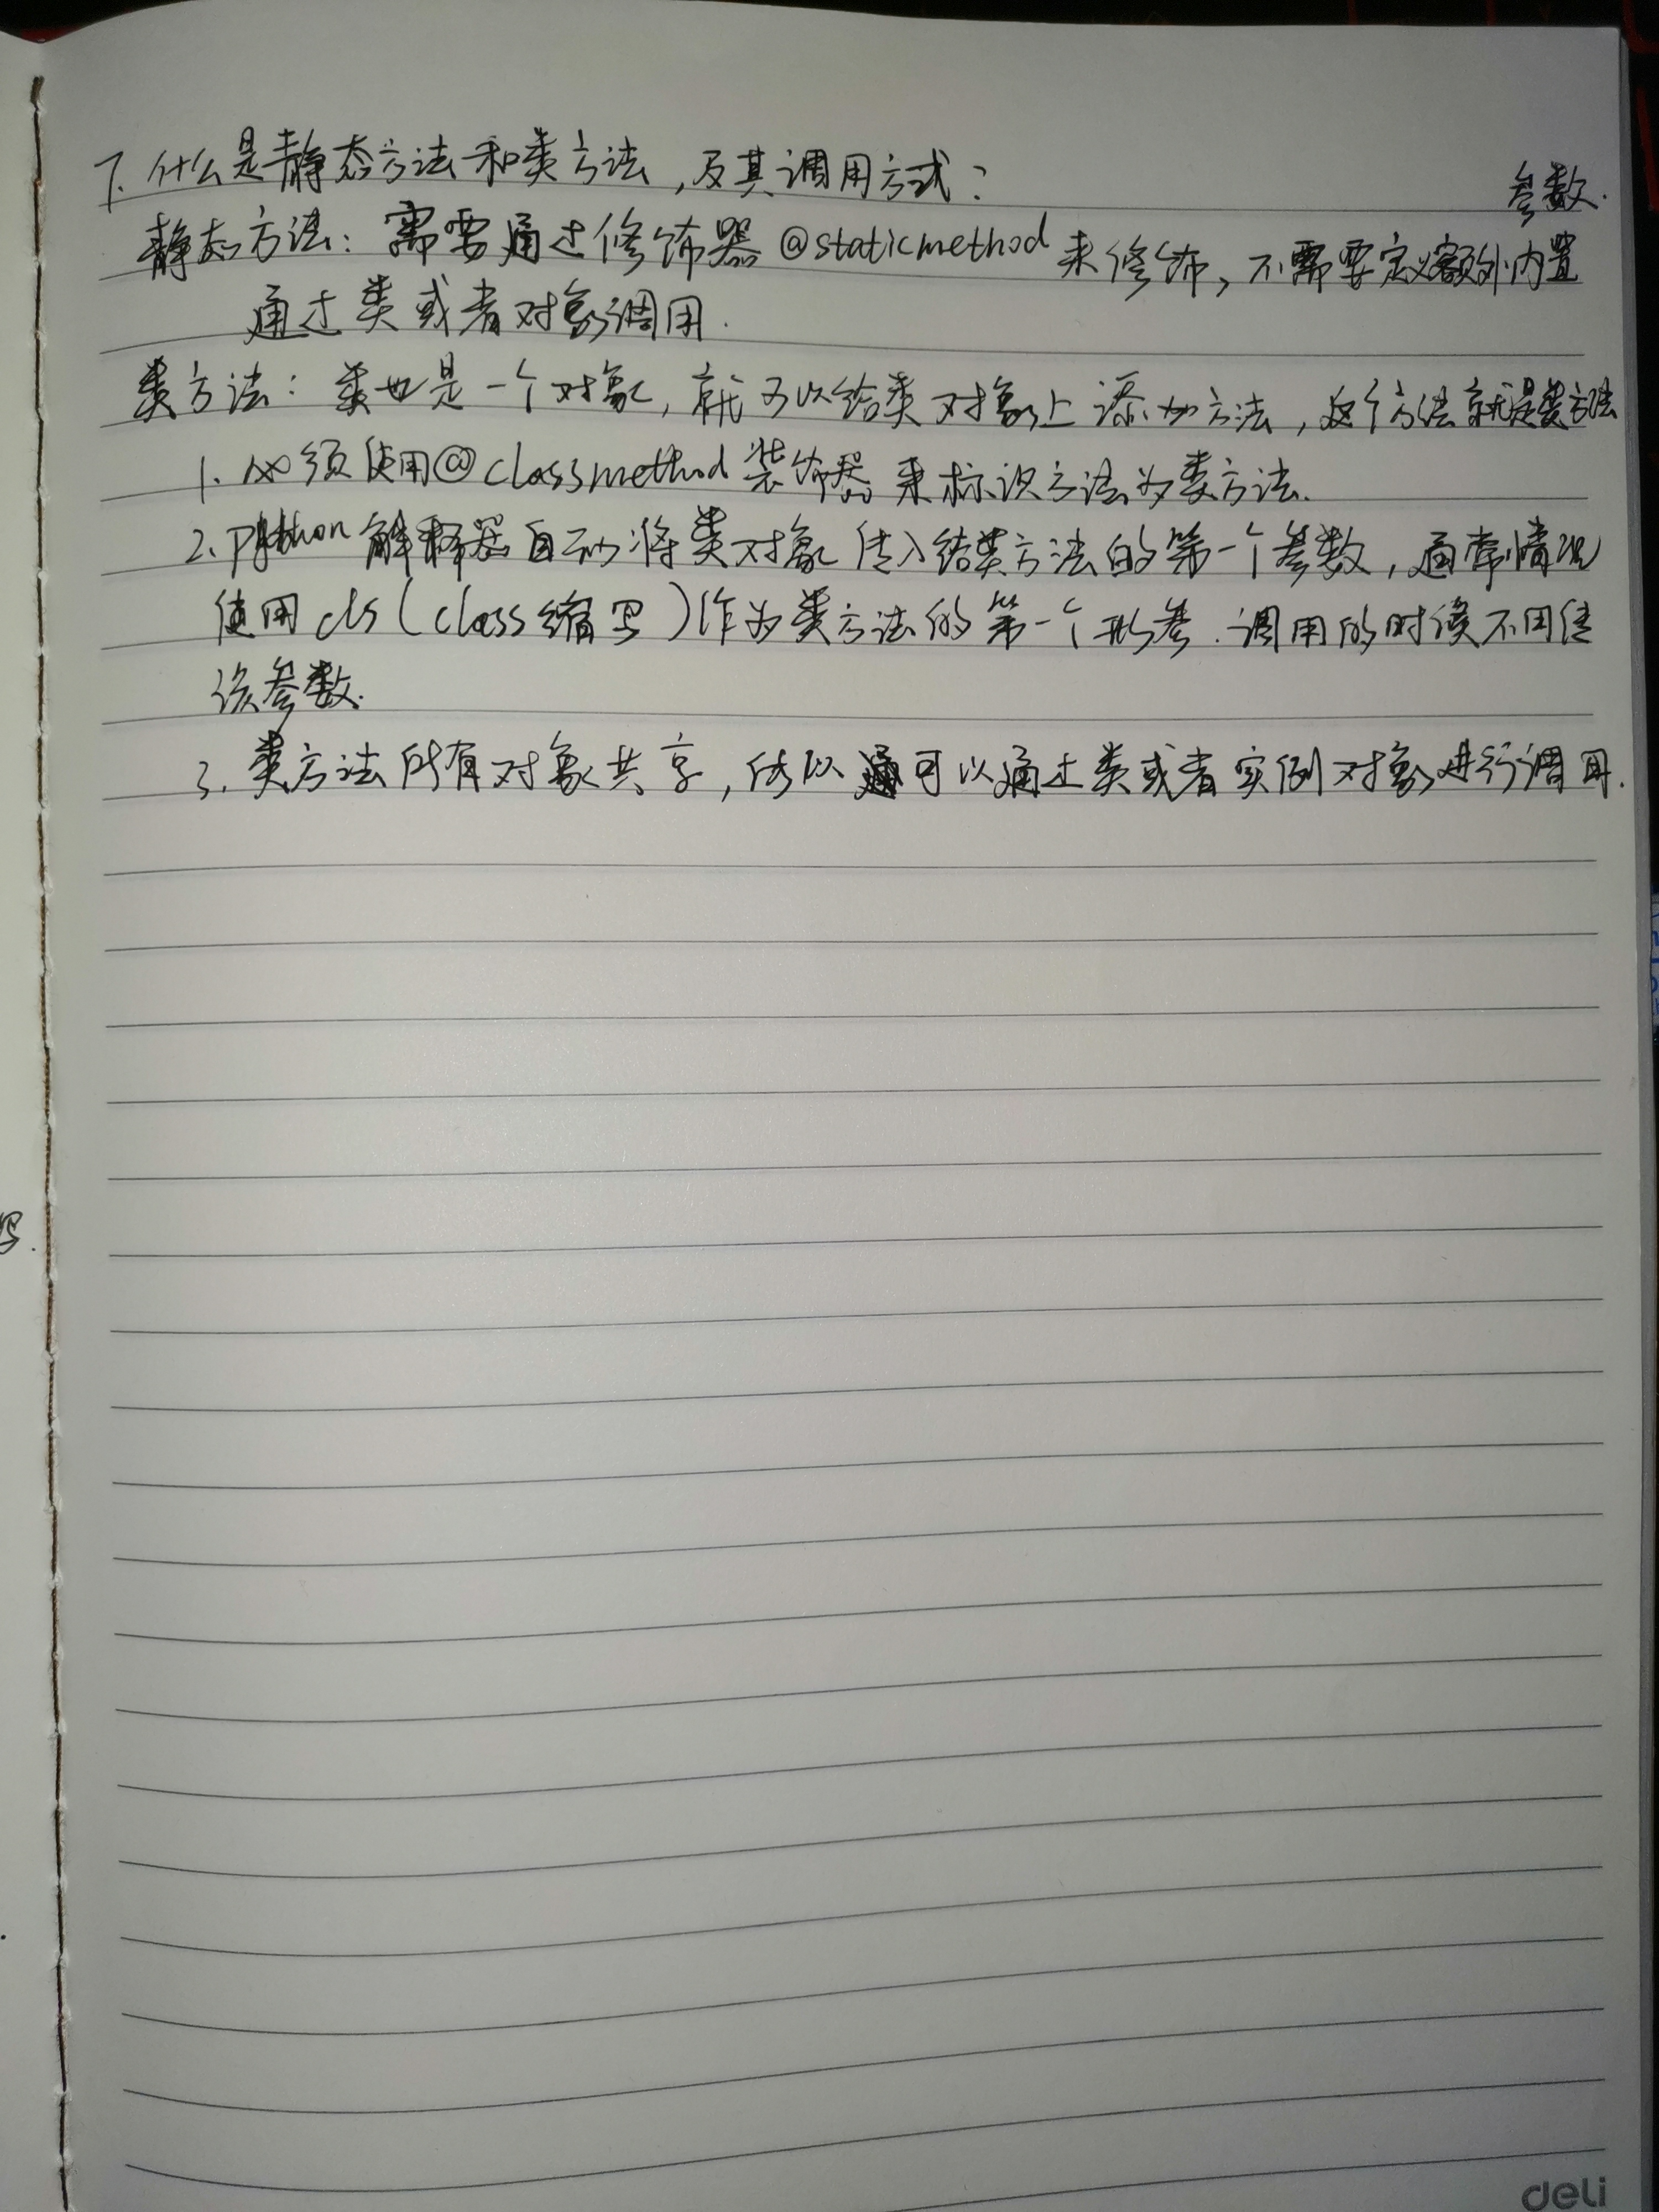 7. 什么是静态方法和类方法,及其调用方式?
静态方法: 需要通过修饰器 @staticmethod 来修饰,不需要定义额外内置
参数.
通过类或者对象调用.
类方法: 类也是一个对象,就可以给类对象上添加方法,这个方法就是类方法
1. 必须使用@classmethod 装饰器 来标识方法为类方法.
2. python 解释器自动将类对象传入给类方法的第一个参数,通常情况
使用 cls (class缩写)作为类方法的第一个形参.调用的时候不用传
该参数.
3. 类方法所有对象共享,所以可以通过类或者实例对象进行调用.
deli